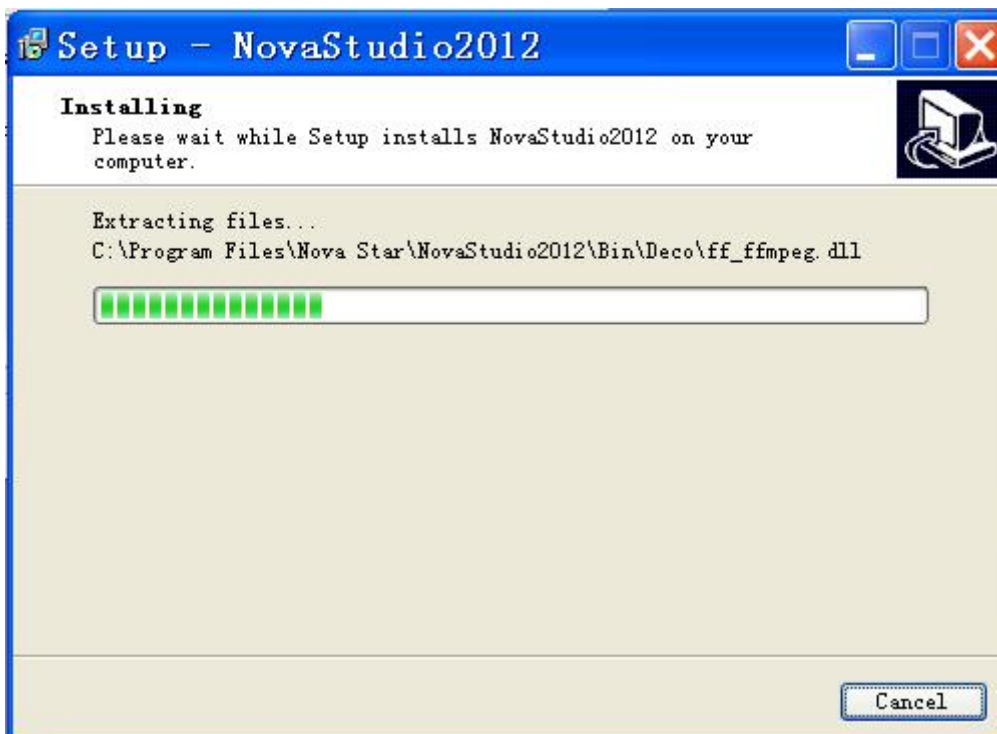 Setup - NovaStudio2012
Installing
Please wait while Setup installs NovaStudio2012 on your
computer.
Extracting files...
C:\Program Files\Nova Star\NovaStudio2012\Bin\Deco\ff_ffmpeg.dll
Cancel